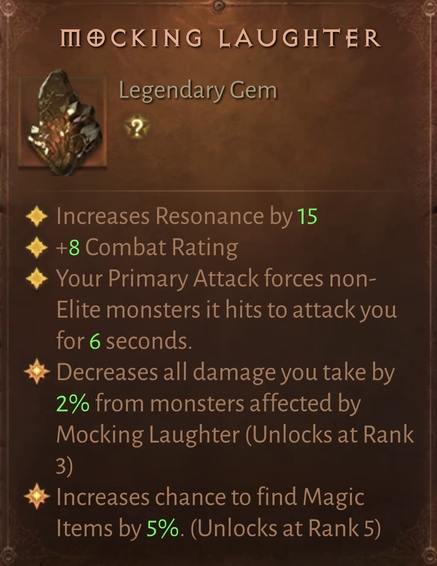 MOCKING LAUGHTER
Legendary Gem
?
Increases Resonance by 15
+8 Combat Rating
Your Primary Attack forces non-
Elite monsters it hits to attack you
for 6 seconds.
Decreases all damage you take by
2% from monsters affected by
Mocking Laughter (Unlocks at Rank
3)
Increases chance to find Magic
Items by 5%. (Unlocks at Rank 5)